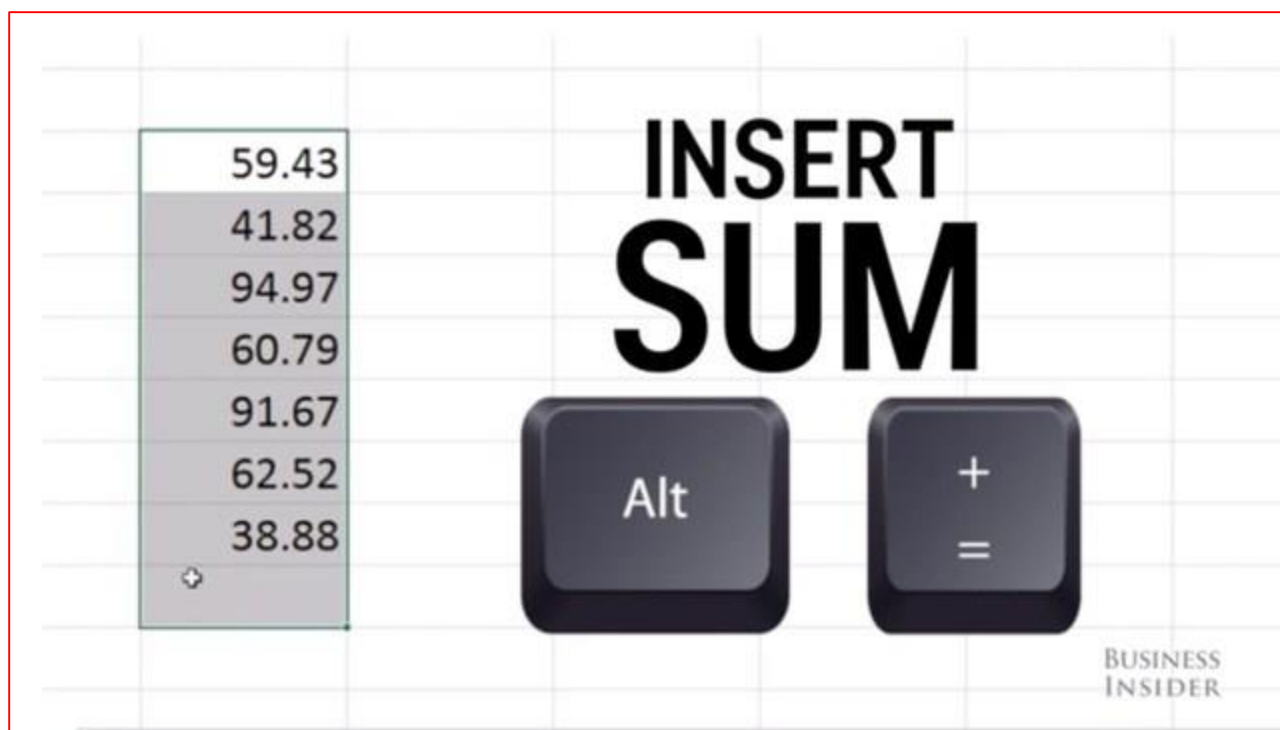 59.43
41.82
94.97
60.79
91.67
62.52
38.88
INSERT
SUM
Alt
+
=
BUSINESS
INSIDER